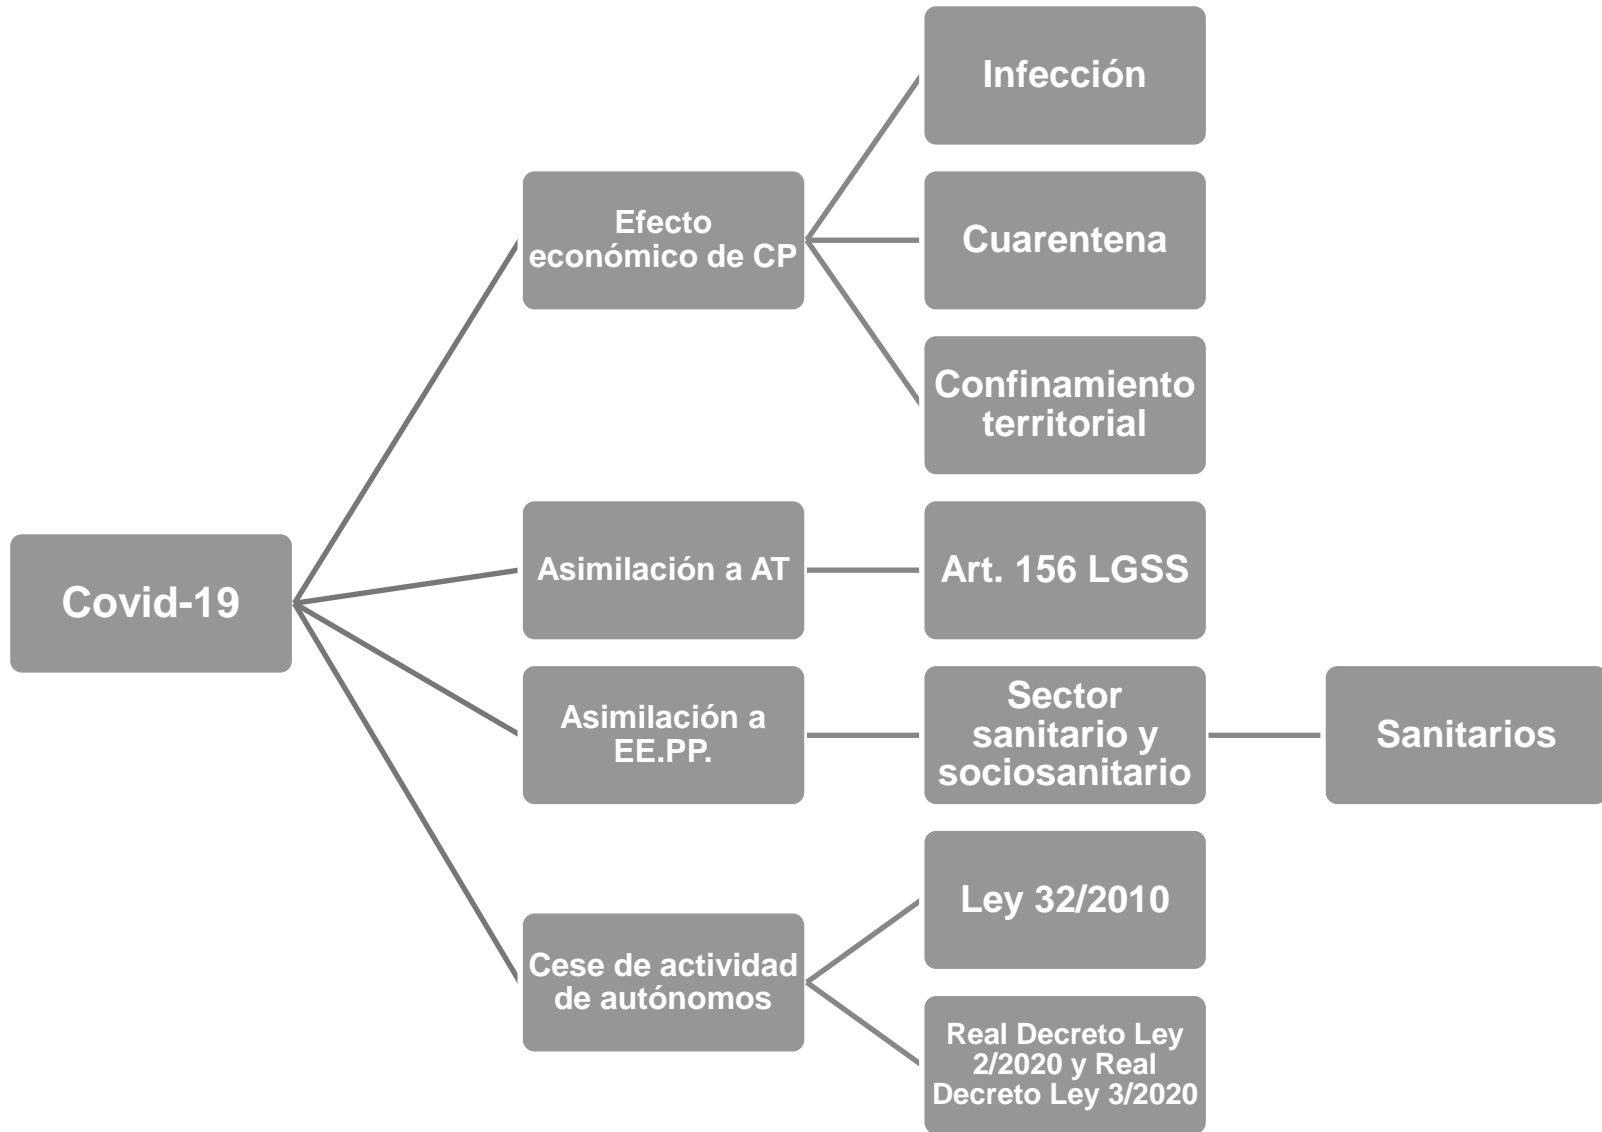 Covid-19
Efecto
económico de CP
Infección
Cuarentena
Confinamiento
territorial
Asimilación a AT
Art. 156 LGSS
Asimilación a
EE.PP.
Sector
sanitario y
sociosanitario
Sanitarios
Cese de actividad
de autónomos
Ley 32/2010
Real Decreto Ley
2/2020 y Real
Decreto Ley 3/2020